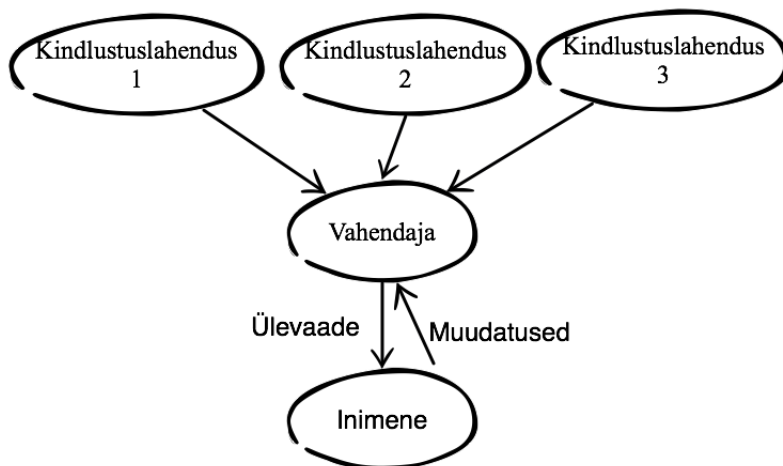 Kindlustuslahendus
1
Kindlustuslahendus
2
Kindlustuslahendus
3
Vahendaja
Ülevaade
Muudatused
Inimene